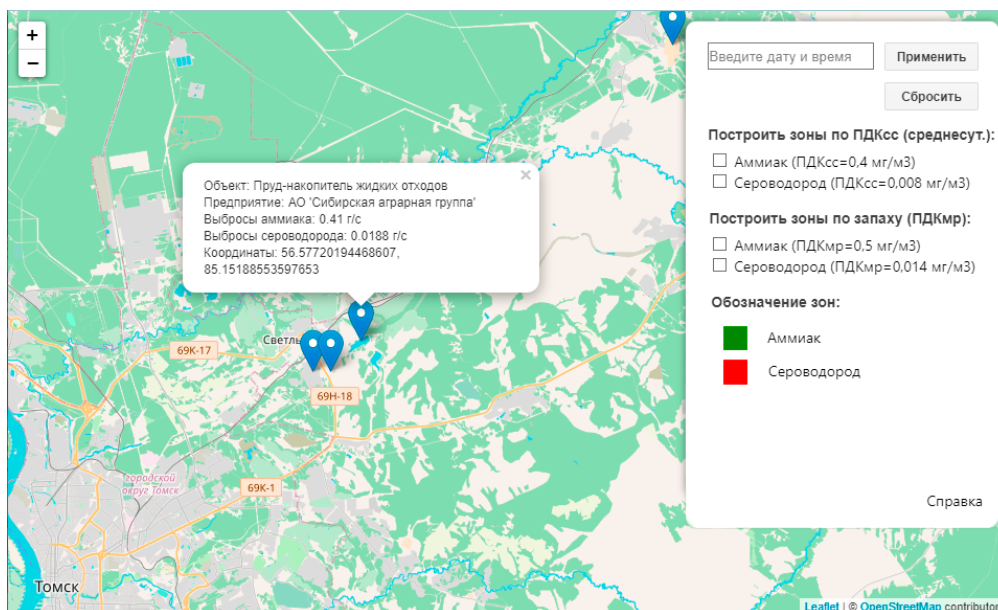 +
−
Объект: Пруд-накопитель жидких отходов
Предприятие: АО 'Сибирская аграрная группа'
Выбросы аммиака: 0.41 г/с
Выбросы сероводорода: 0.0188 г/с
Координаты: 56.57720194468607,
85.15188553597653
×
Светлы
69К-17
69Н-18
городской
округ Томск
69К-1
Томск
Введите дату и время
Применить
Сбросить
Построить зоны по ПДКсс (среднесут.):
Аммиак (ПДКсс=0,4 мг/м3)
Сероводород (ПДКсс=0,008 мг/м3)
Построить зоны по запаху (ПДКмр):
Аммиак (ПДКмр=0,5 мг/м3)
Сероводород (ПДКмр=0,014 мг/м3)
Обозначение зон:
Аммиак
Сероводород
Справка
Leaflet | © OpenStreetMap contributo